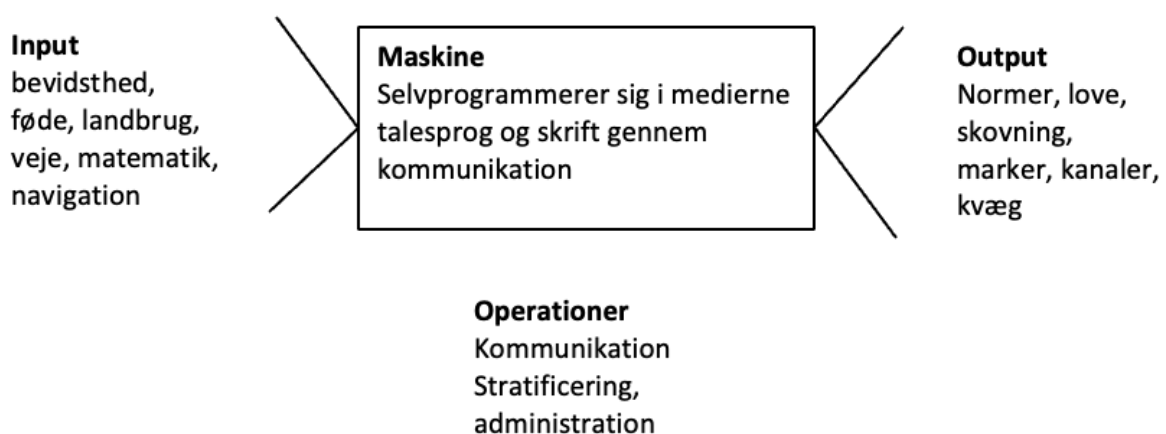 Input
bevidsthed,
føde, landbrug,
veje, matematik,
navigation
Maskine
Selvprogrammerer sig i medierne
talesprog og skrift gennem
kommunikation
Output
Normer, love,
skovning,
marker, kanaler,
kvæg
Operationer
Kommunikation
Stratificering,
administration